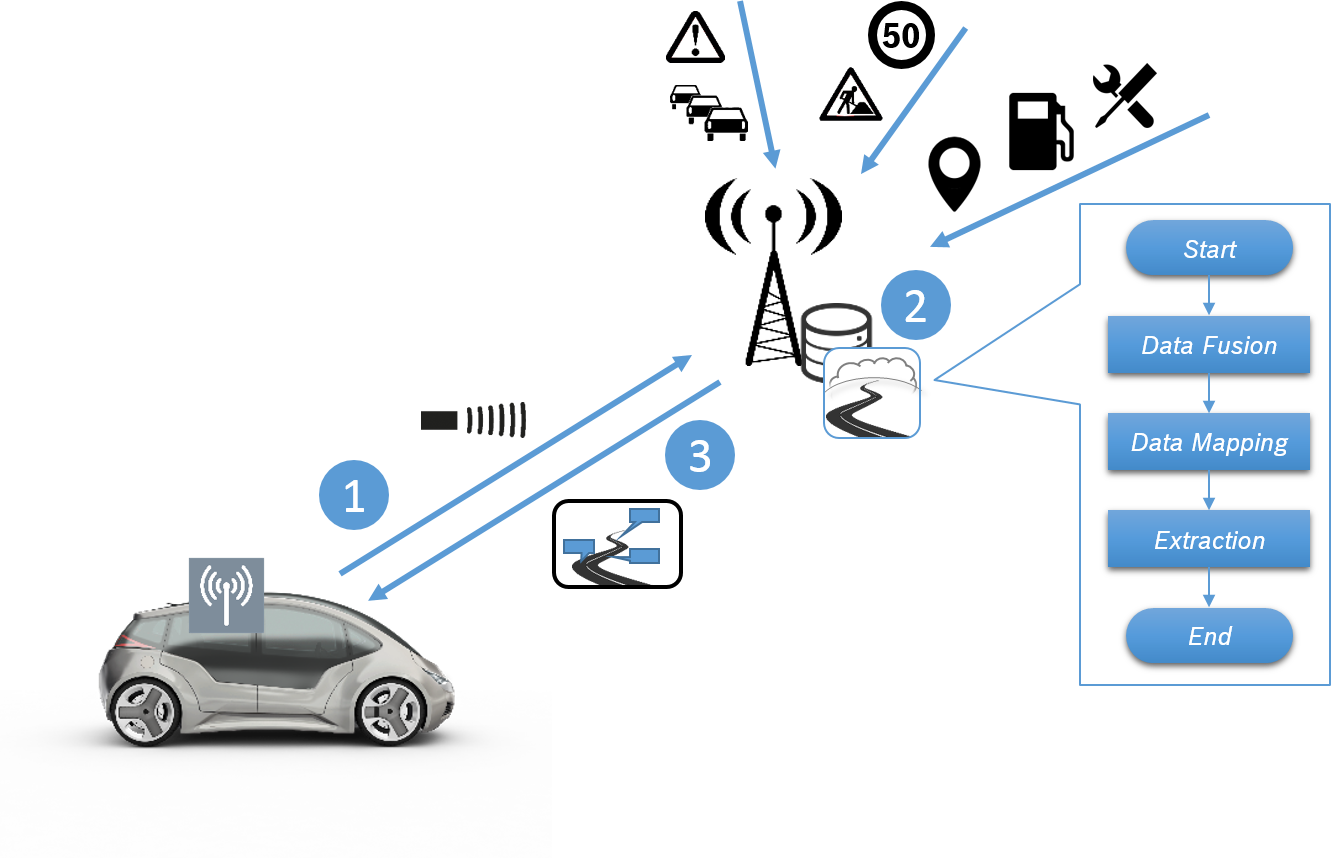 50
1
2
3
Start
Data Fusion
Data Mapping
Extraction
End